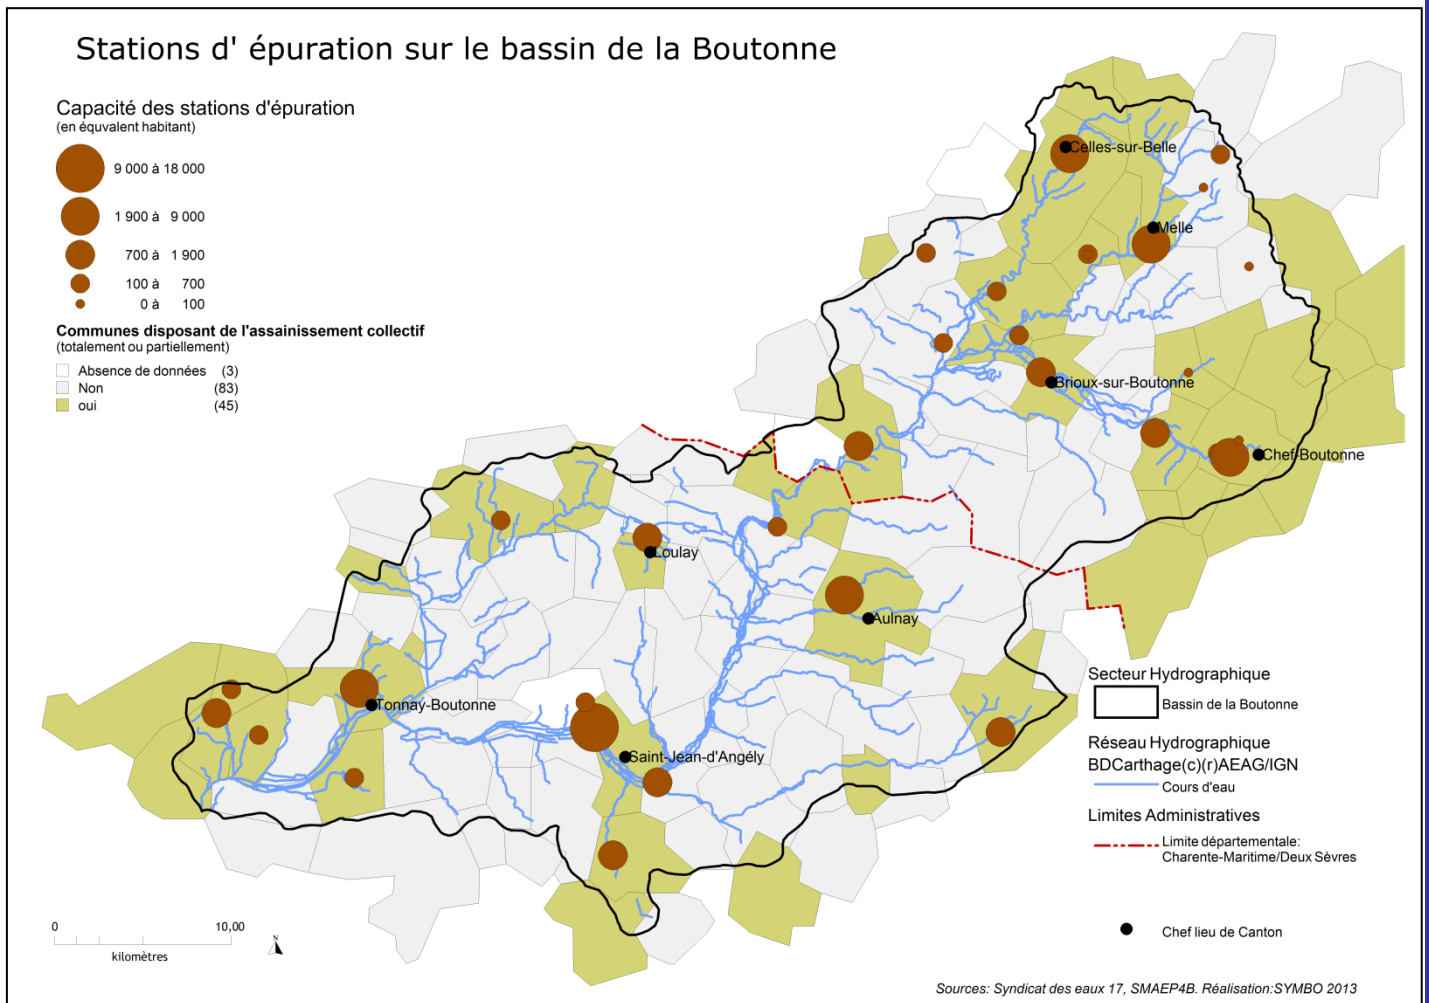 Stations d' épuration sur le bassin de la Boutonne
Capacité des stations d'épuration
(en équvalent habitant)
9 000 à 18 000
1 900 à 9 000
700 à 1 900
100 à 700
0 à 100
Communes disposant de l'assainissement collectif
(totalement ou partiellement)
Absence de données (3)
Non (83)
oui (45)
Celles-sur-Belle
Melle
Brioux-sur-Boutonne
Chef-Boutonne
Loulay
Aulnay
Tonnay-Boutonne
Saint-Jean-d'Angély
Secteur Hydrographique
Bassin de la Boutonne
Réseau Hydrographique
BDCarthage(c)(r)AEAG/IGN
Cours d'eau
Limites Administratives
Limite départementale:
Charente-Maritime/Deux Sèvres
Chef lieu de Canton
0 10,00
kilomètres
N
Sources: Syndicat des eaux 17, SMAEP4B. Réalisation:SYMBO 2013